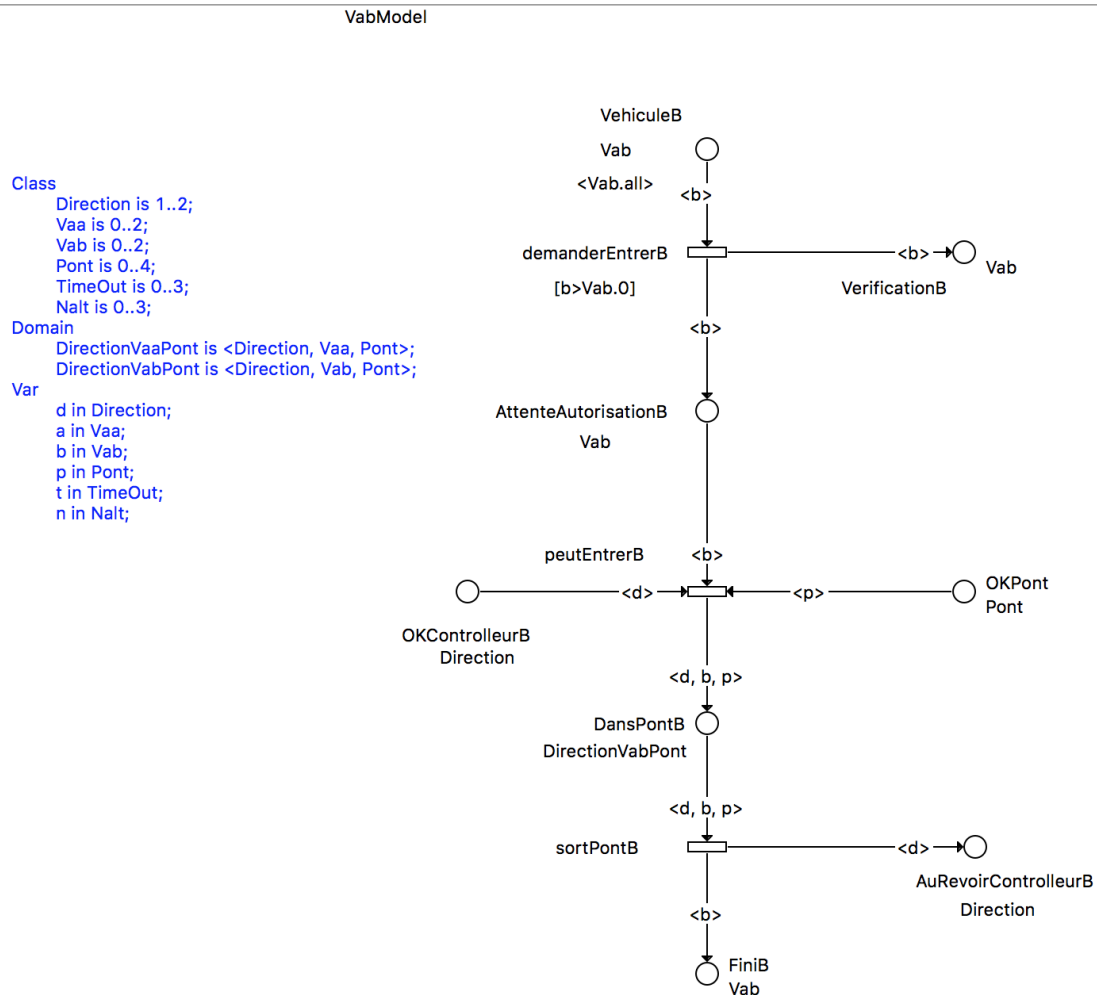 VabModel
Class
Direction is 1..2;
Vaa is 0..2;
Vab is 0..2;
Pont is 0..4;
TimeOut is 0..3;
Nalt is 0..3;
Domain
DirectionVaaPont is <Direction, Vaa, Pont>;
DirectionVabPont is <Direction, Vab, Pont>;
Var
d in Direction;
a in Vaa;
b in Vab;
p in Pont;
t in TimeOut;
n in Nalt;
VehiculeB
Vab
<Vab.all>
<b>
demanderEntrerB
[b>Vab.0]
<b>
Vab
VerificationB
<b>
AttenteAutorisationB
Vab
peutEntrerB
<b>
<d>
<p>
OKPont
Pont
OKControlleurB
Direction
<d, b, p>
DansPontB
DirectionVabPont
<d, b, p>
sortPontB
<d>
AuRevoirControlleurB
Direction
<b>
FiniB
Vab